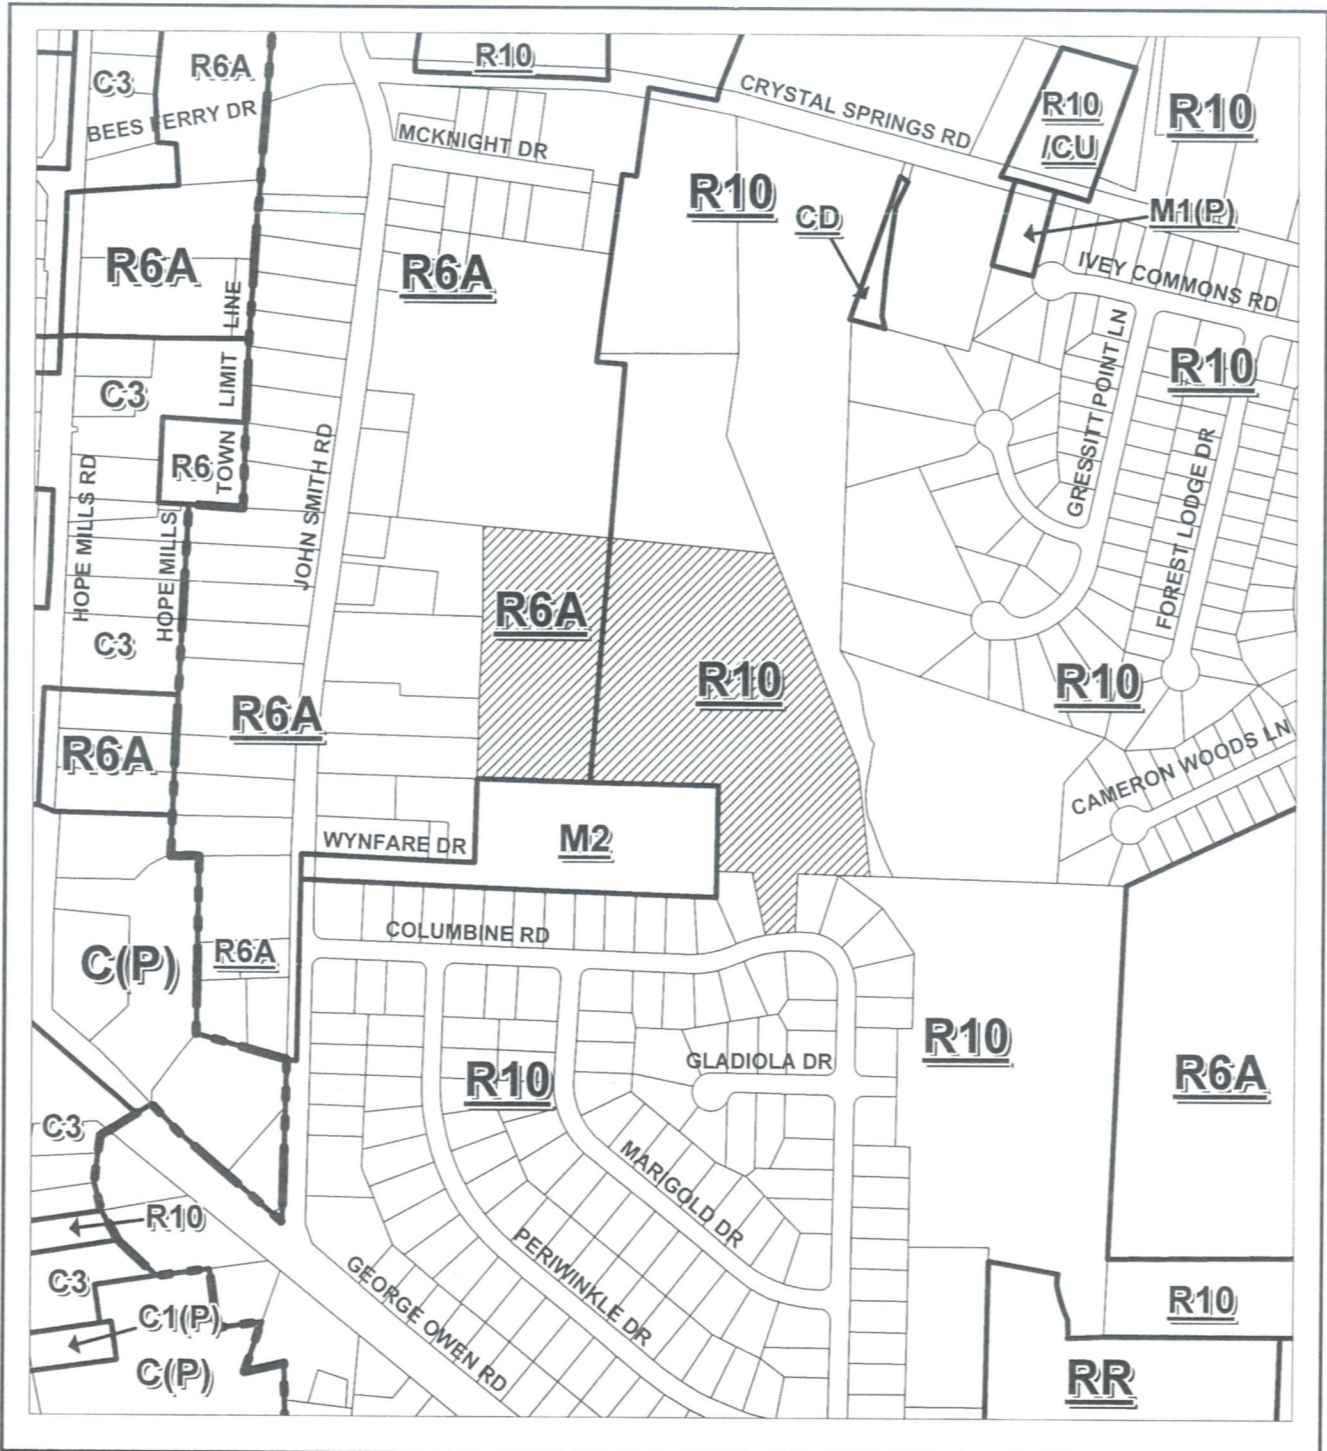 C3
R6A
R10
CRYSTAL SPRINGS RD
R10
/CU
R10
BEES FERRY DR
MCKNIGHT DR
R10
CD
M1(P)
R6A
R6A
IVEY COMMONS RD
HOPE MILLS TOWN LIMIT LINE
C3
R6
R10
GRESSITT POINT LN
FOREST LODGE DR
HOPE MILLS RD
JOHN SMITH RD
R6A
C3
R10
R10
R6A
R6A
CAMERON WOODS LN
WYNFARE DR
M2
COLUMBINE RD
C(P)
R6A
R10
R10
GLADIOLA DR
R6A
C3
MARIGOLD DR
R10
PERIWINKLE DR
C3
GEORGE OWEN RD
C1(P)
C(P)
R10
RR